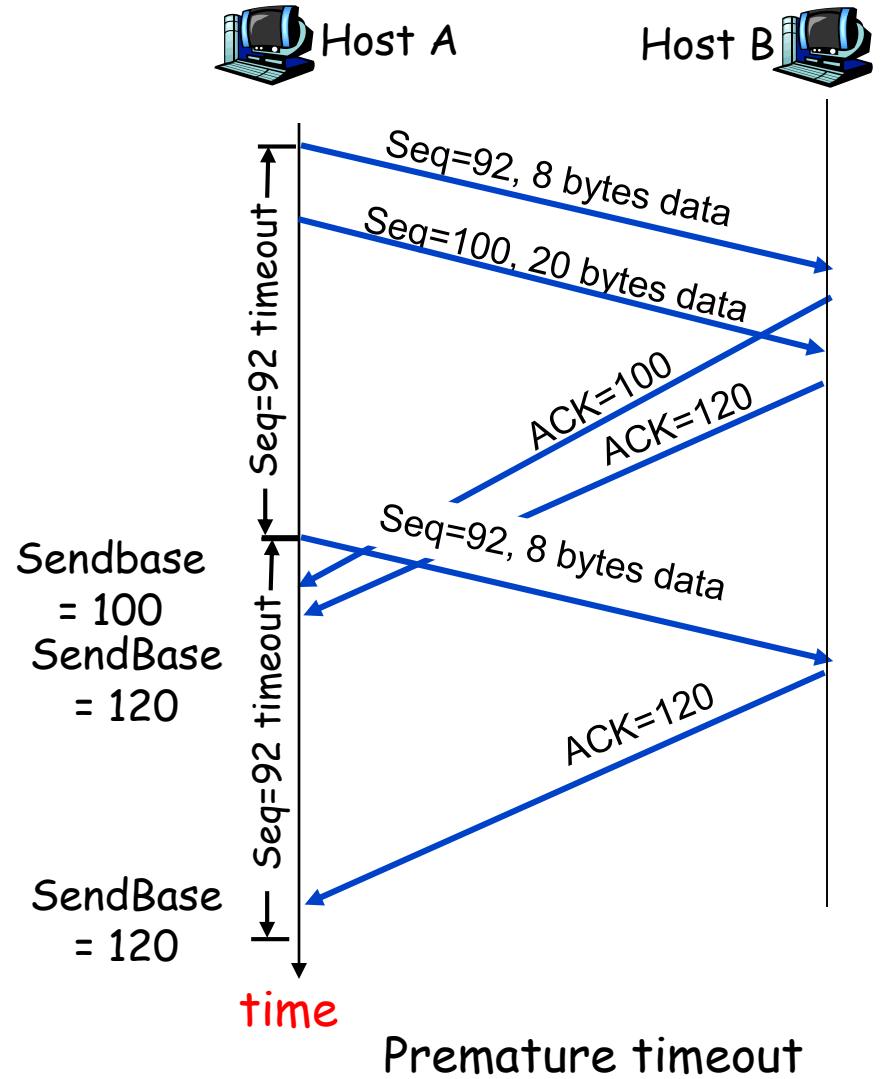 Host A
Host B
Seq=92, 8 bytes data
Seq=100, 20 bytes data
Seq=92 timeout
ACK=100
ACK=120
Seq=92, 8 bytes data
Sendbase
= 100
SendBase
= 120
Seq=92 timeout
ACK=120
SendBase
= 120
time
Premature timeout